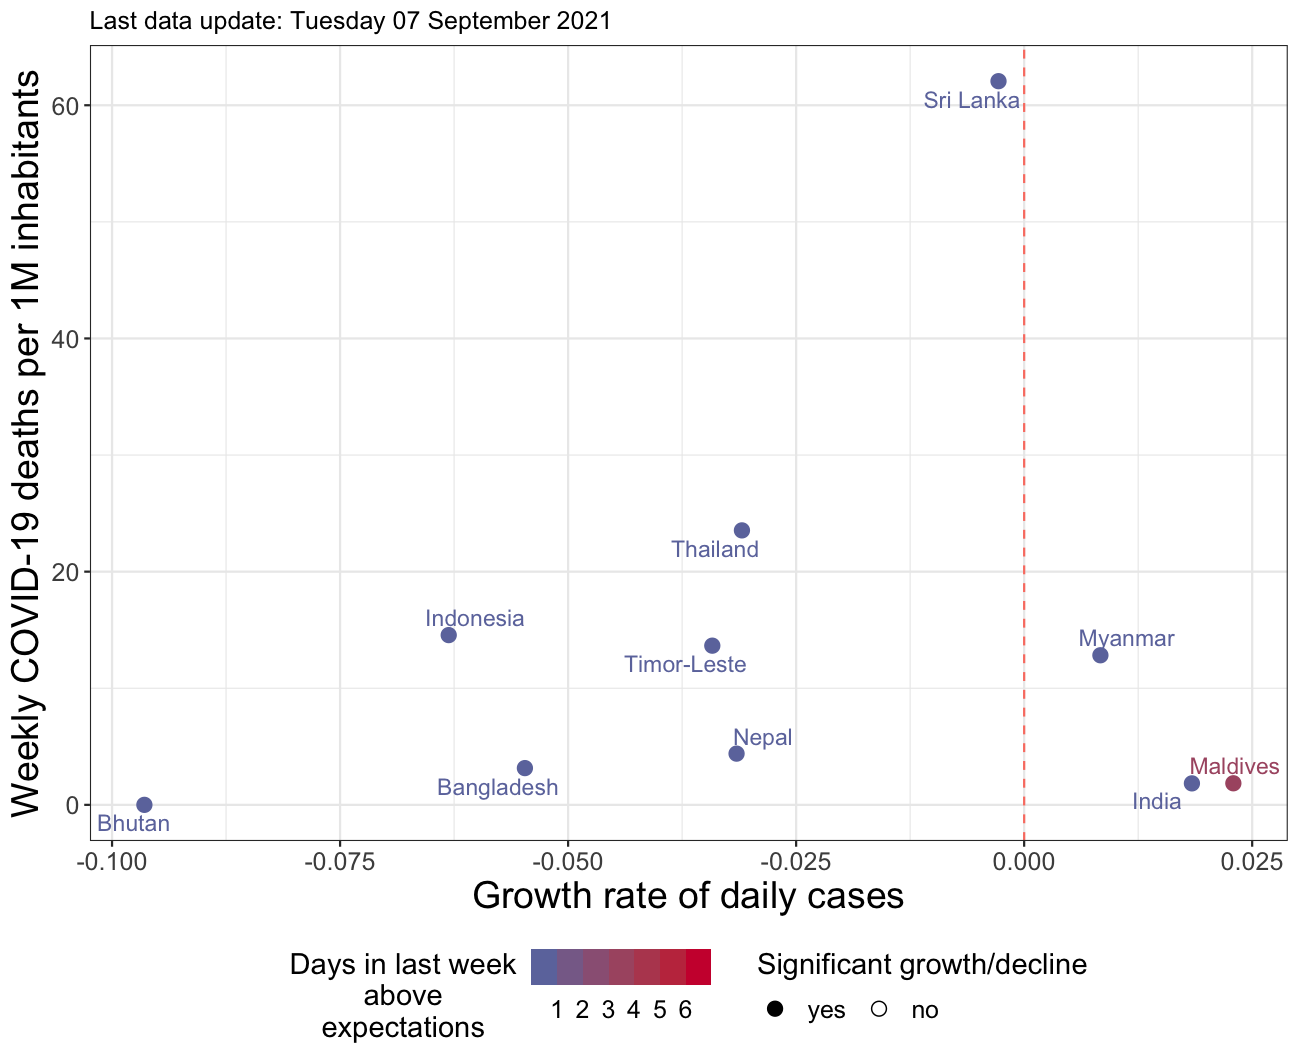 Last data update: Tuesday 07 September 2021
Weekly COVID-19 deaths per 1M inhabitants
60
40
20
0
Sri Lanka
Thailand
Indonesia
Timor-Leste
Myanmar
Nepal
Maldives
Bangladesh
India
Bhutan
-0.100 -0.075 -0.050 -0.025 0.000 0.025
Growth rate of daily cases
Days in last week
above
expectations
1 2 3 4 5 6
Significant growth/decline
yes no